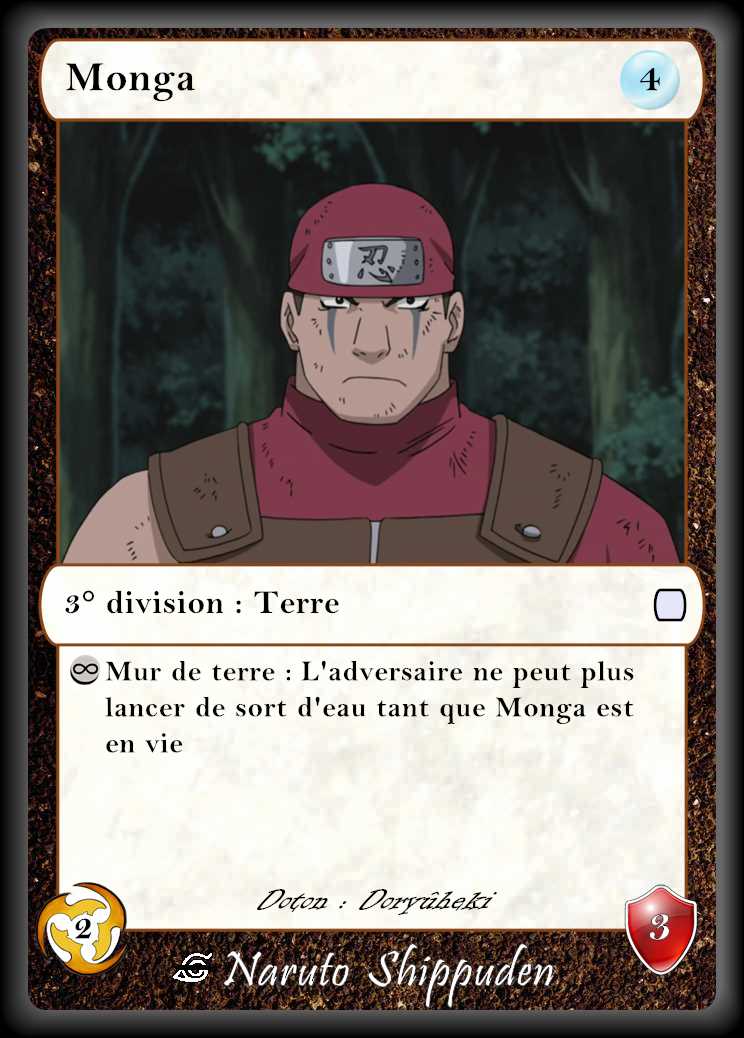 Monga
4
忍
3° division : Terre
∞ Mur de terre : L'adversaire ne peut plus
lancer de sort d'eau tant que Monga est
en vie
Doton : Doryûheki
2
3
Naruto Shippuden